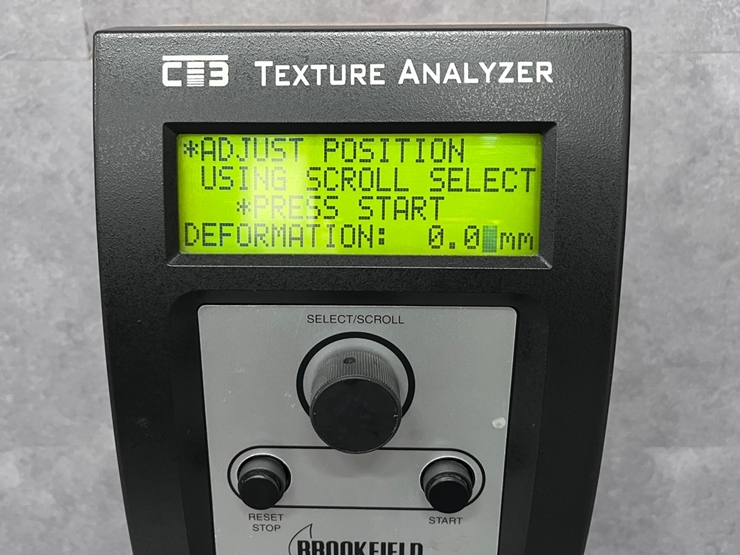 CT3 TEXTURE ANALYZER
*ADJUST POSITION
USING SCROLL SELECT
*PRESS START
DEFORMATION: 0.0 mm
SELECT/SCROLL
RESET
STOP
START
BROOKFIELD